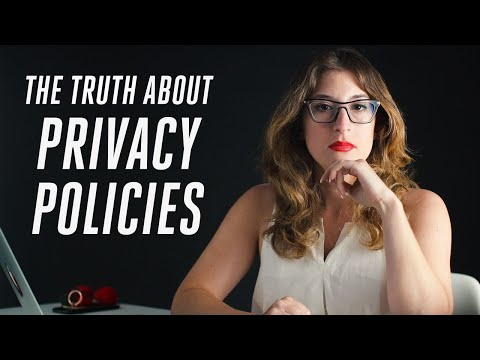 THE TRUTH ABOUT
PRIVACY
POLICIES